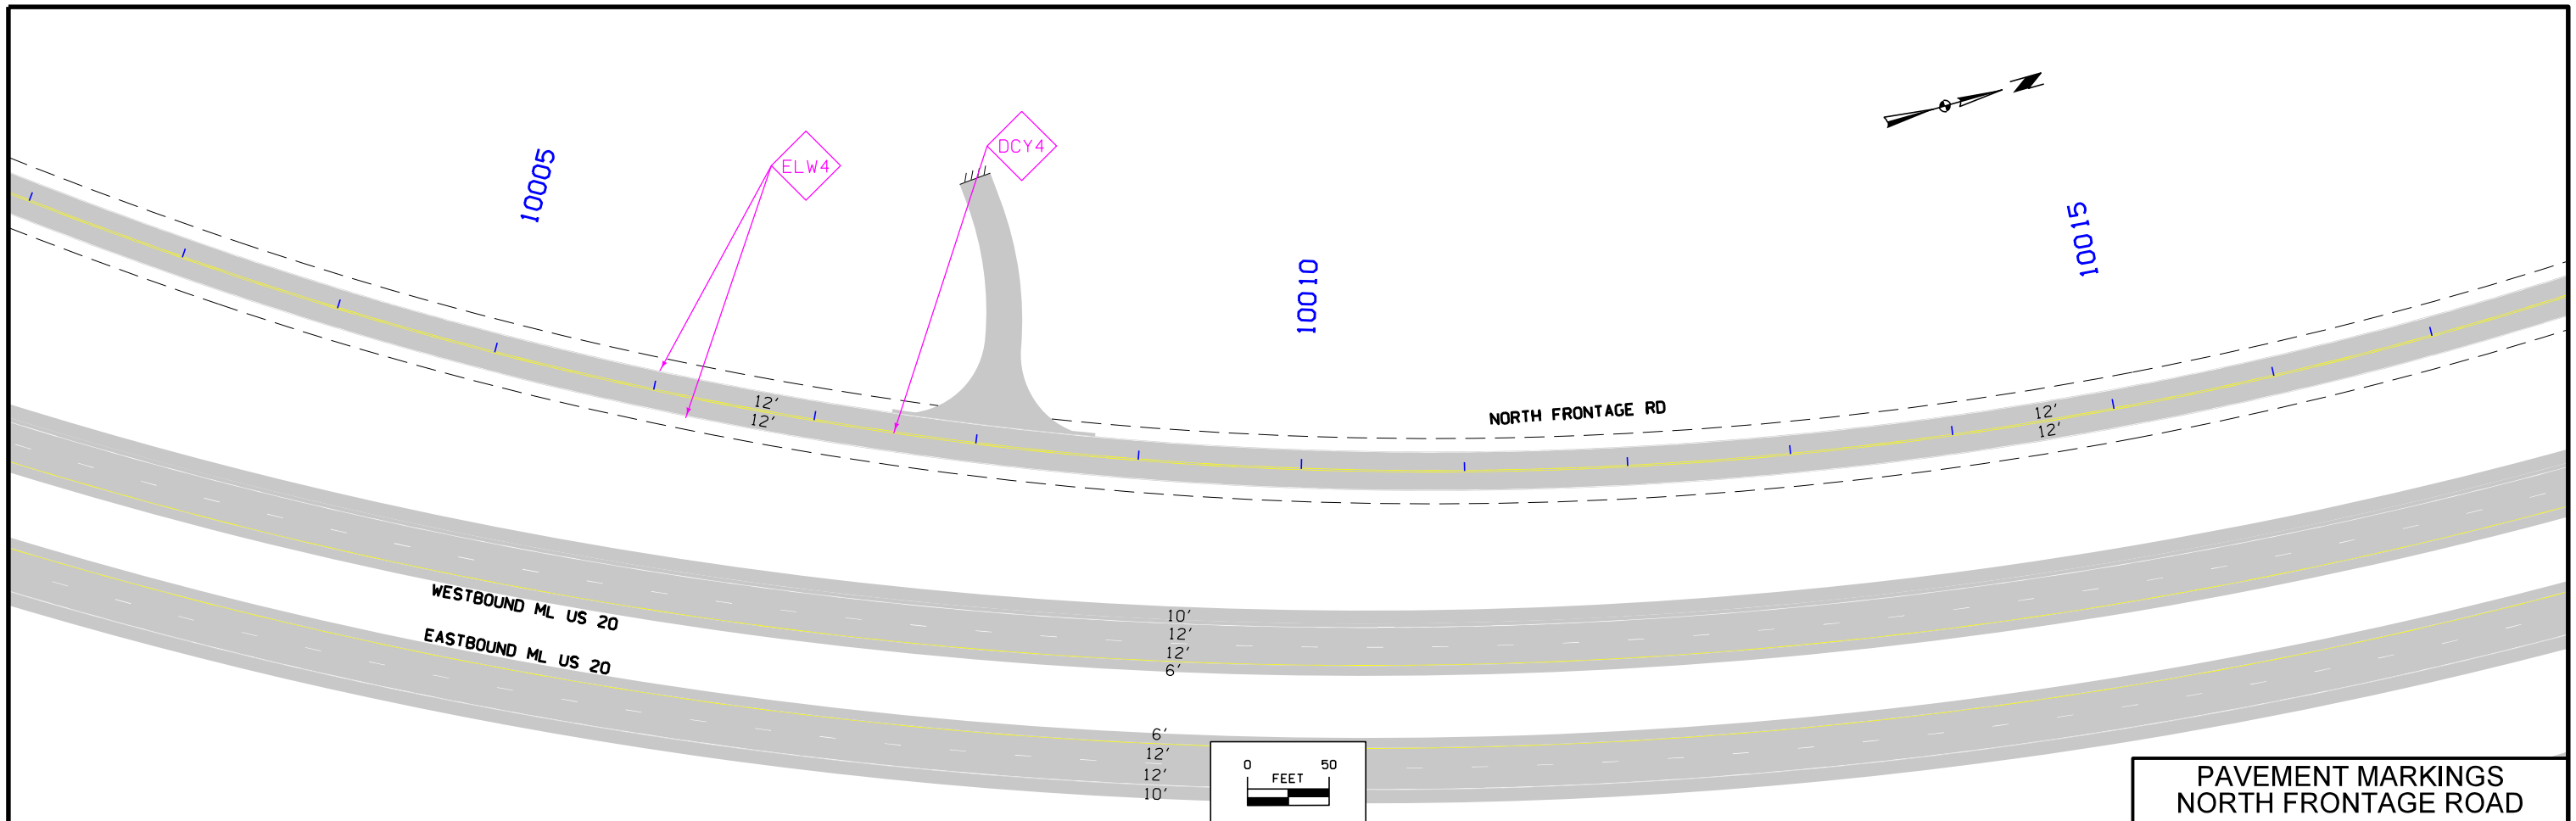 DCY4
ELW4
10005
10010
10015
N
12'
12'
NORTH FRONTAGE RD
12'
12'
WESTBOUND ML US 20
EASTBOUND ML US 20
10'
12'
12'
6'
6'
12'
12'
10'
0 50
FEET
PAVEMENT MARKINGS
NORTH FRONTAGE ROAD